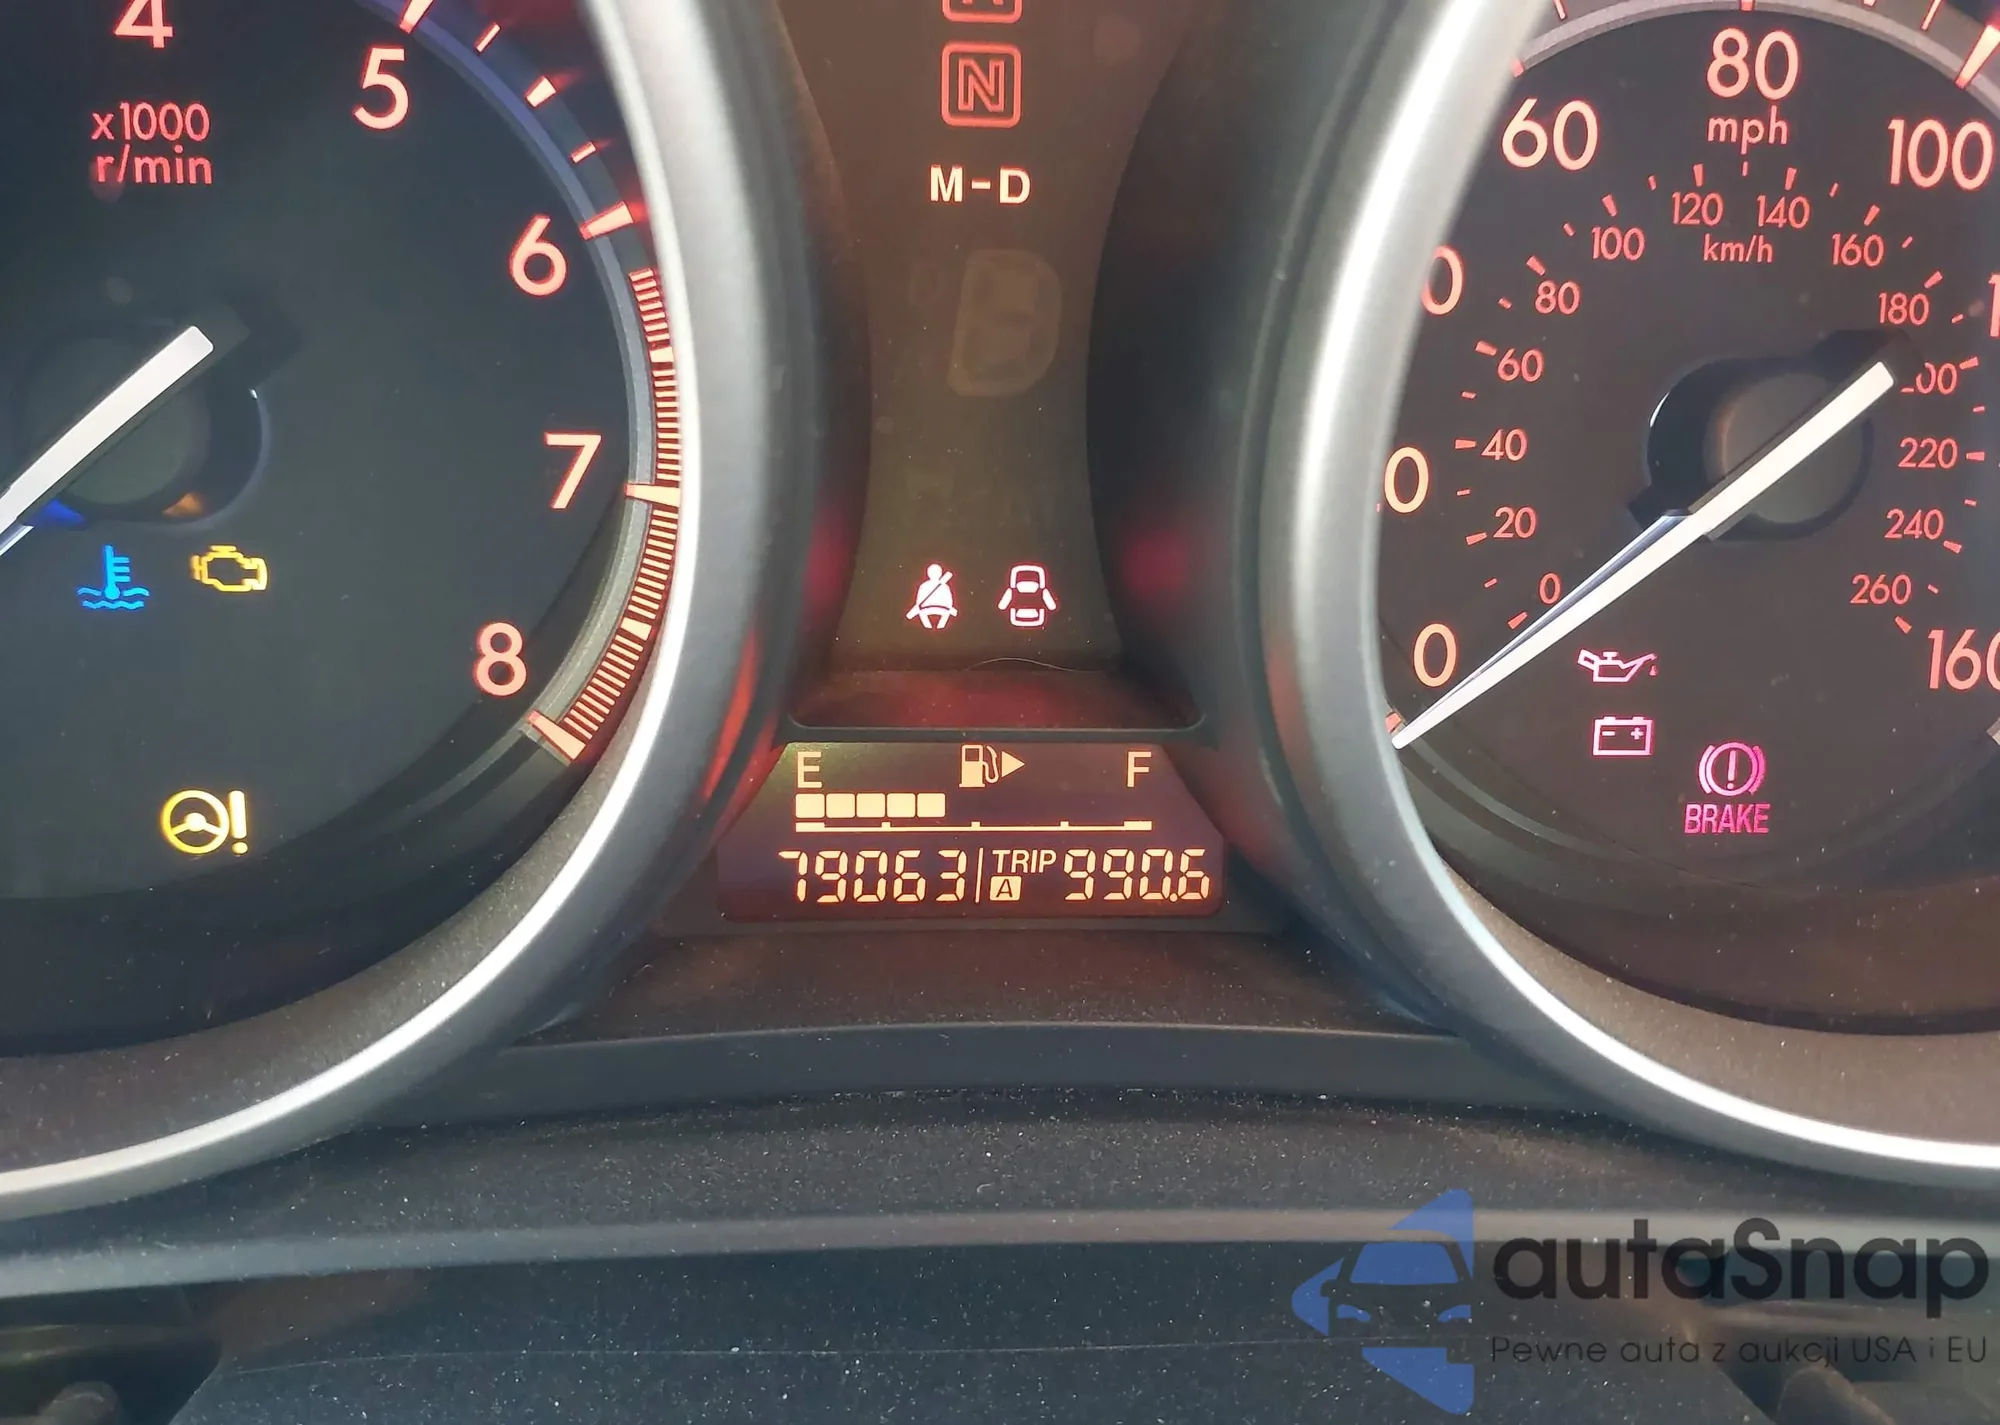 4
5
x1000
r/min
6
7
8
N
M-D
E
F
79063
TRIP
A
990.6
60
80
mph
100
120
140
km/h
100
160
80
180
60
40
220
20
240
0
260
0
160
BRAKE
autaSnap
Pewne auta z aukcji USA i EU